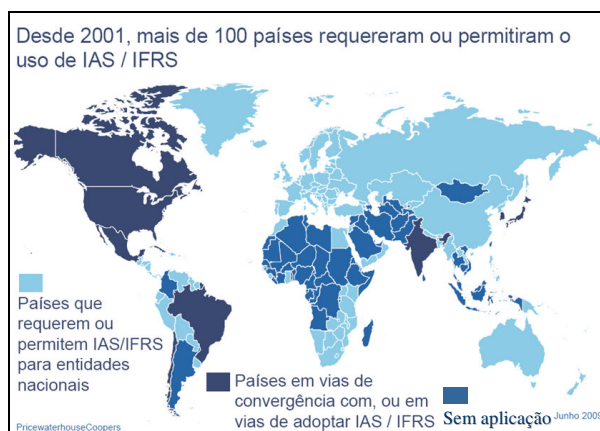 Desde 2001, mais de 100 países requereram ou permitiram o
uso de IAS / IFRS
Países que
requerem ou
permitem IAS/IFRS
para entidades
nacionais
Países em vias de
convergência com, ou em
vias de adoptar IAS / IFRS
Sem aplicação
Junho 2009
PricewaterhouseCoopers